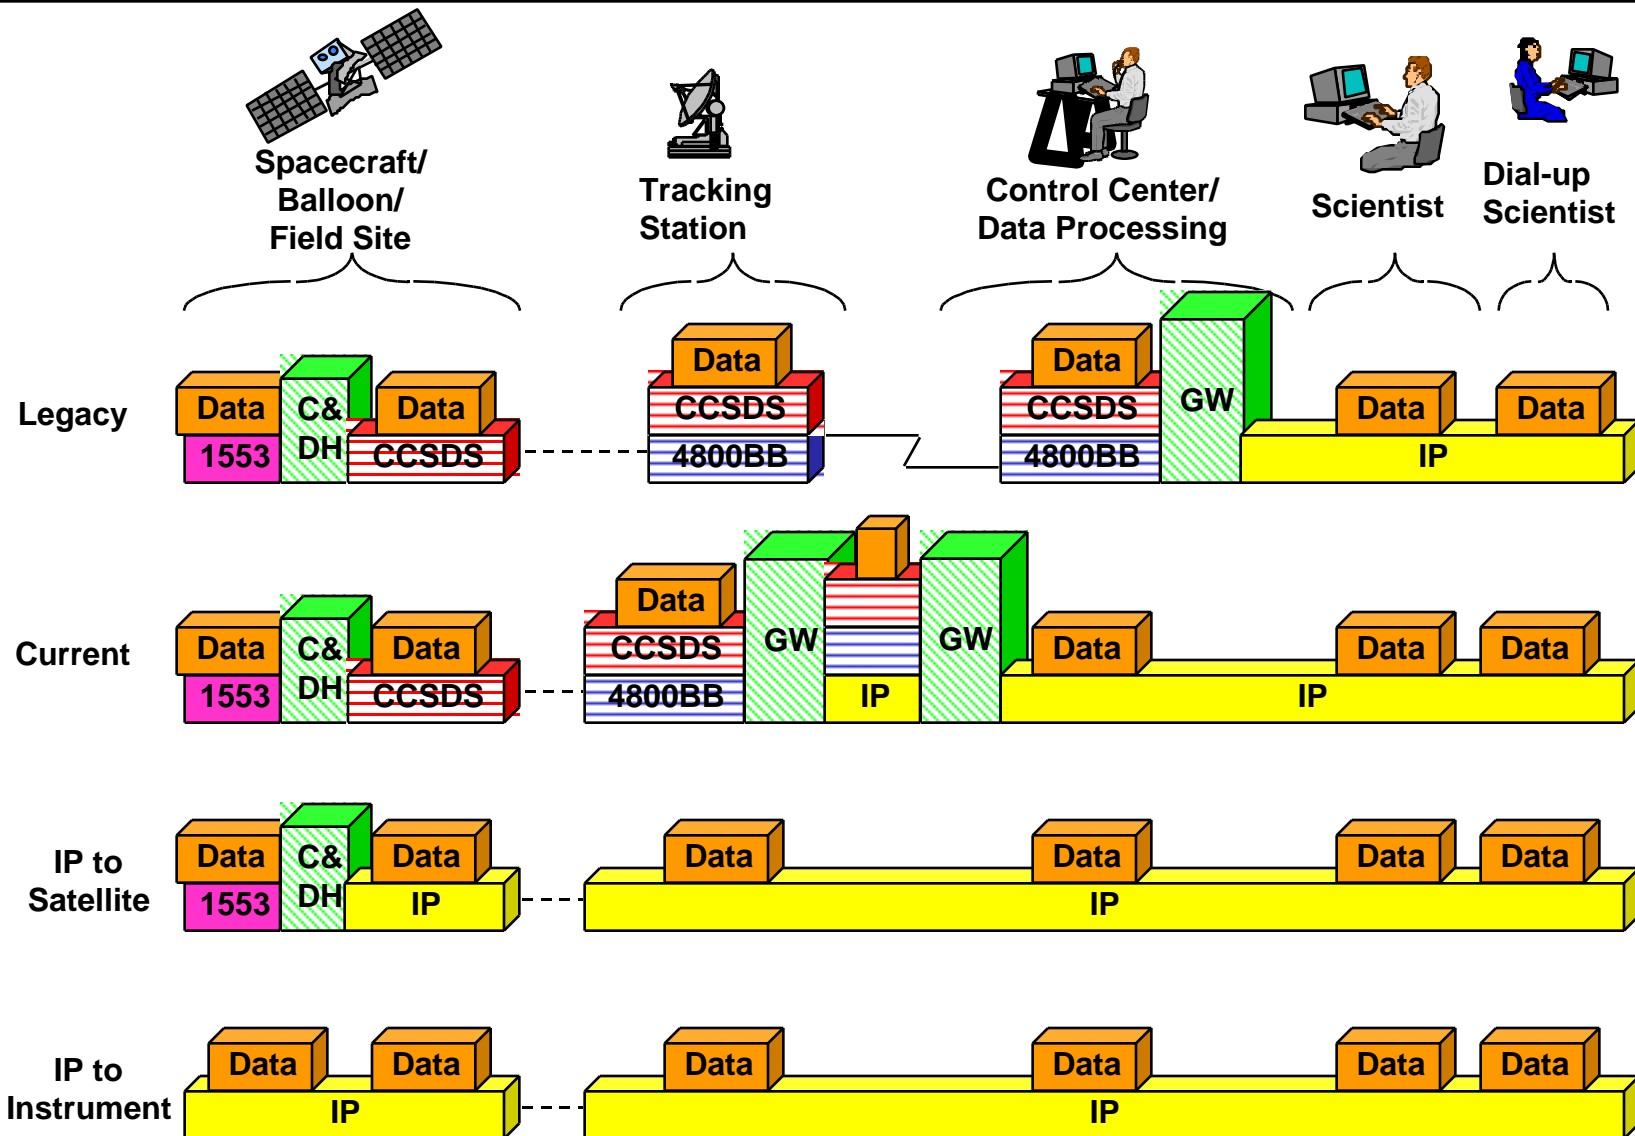 Spacecraft/
Balloon/
Field Site
Tracking
Station
Control Center/
Data Processing
Scientist
Dial-up
Scientist
Legacy
Data
1553
C&
DH
Data
CCSDS
Data
CCSDS
4800BB
Data
CCSDS
4800BB
GW
Data
Data
IP
Current
Data
1553
C&
DH
Data
CCSDS
Data
CCSDS
4800BB
GW
IP
GW
Data
Data
Data
IP
IP to
Satellite
Data
1553
C&
DH
Data
IP
Data
Data
Data
Data
IP
IP to
Instrument
Data
Data
IP
Data
Data
Data
Data
IP